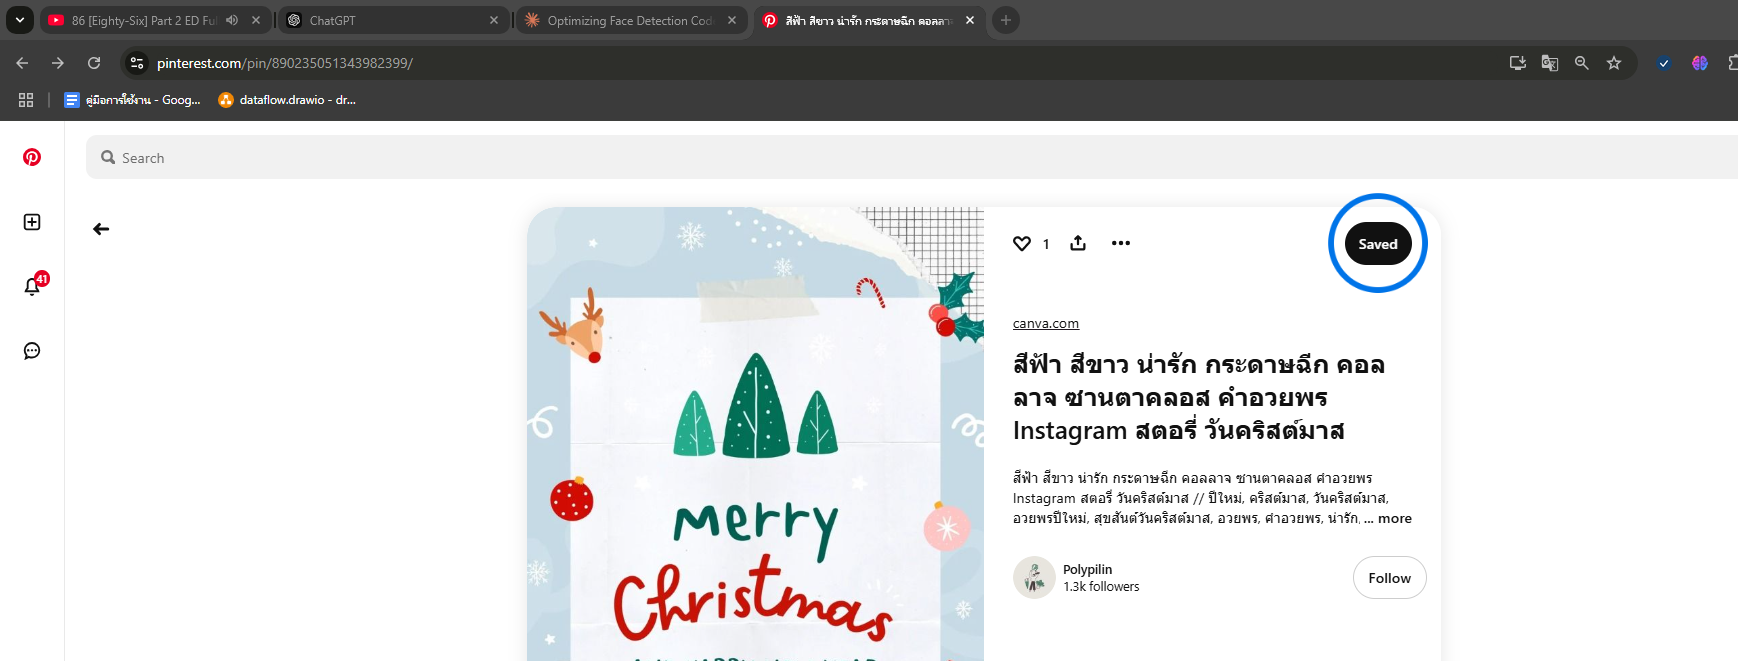 86 [Eighty-Six] Part 2 ED Ful
ChatGPT
Optimizing Face Detection Cod
สีฟ้า สีขาว น่ารัก กระดาษฉีก คอลลา
pinterest.com/pin/890235051343982399/
คู่มือการใช้งาน - Goog...
dataflow.drawio - dr...
Search
41
1
Saved
canva.com
สีฟ้า สีขาว น่ารัก กระดาษฉีก คอล
ลาจ ซานตาคลอส คำอวยพร
Instagram สตอรี่ วันคริสต์มาส
สีฟ้า สีขาว น่ารัก กระดาษฉีก คอลลาจ ซานตาคลอส คำอวยพร
Instagram สตอรี่ วันคริสต์มาส // ปีใหม่, คริสต์มาส, วันคริสต์มาส,
อวยพรปีใหม่, สุขสันต์วันคริสต์มาส, อวยพร, คำอวยพร, น่ารัก, ... more
Polypilin
1.3k followers
Follow
merry
Christmas